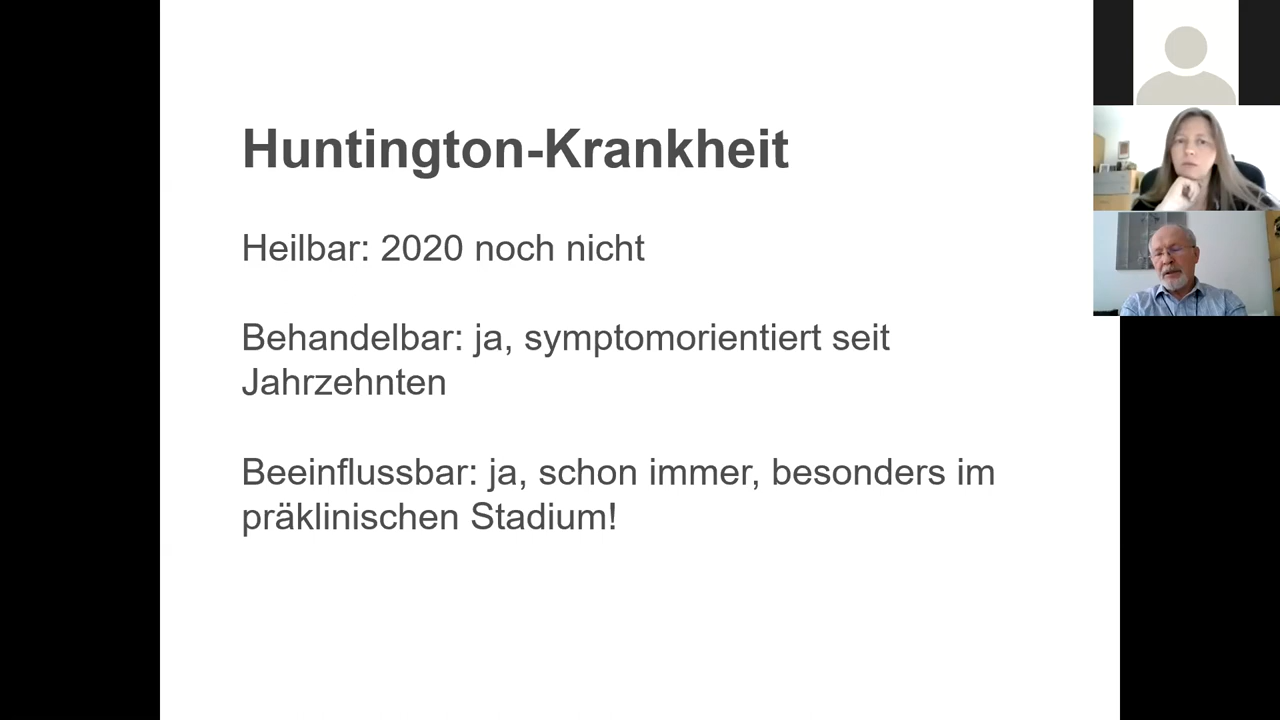 Huntington-Krankheit
Heilbar: 2020 noch nicht
Behandelbar: ja, symptomorientiert seit
Jahrzehnten
Beeinflussbar: ja, schon immer, besonders im
präklinischen Stadium!